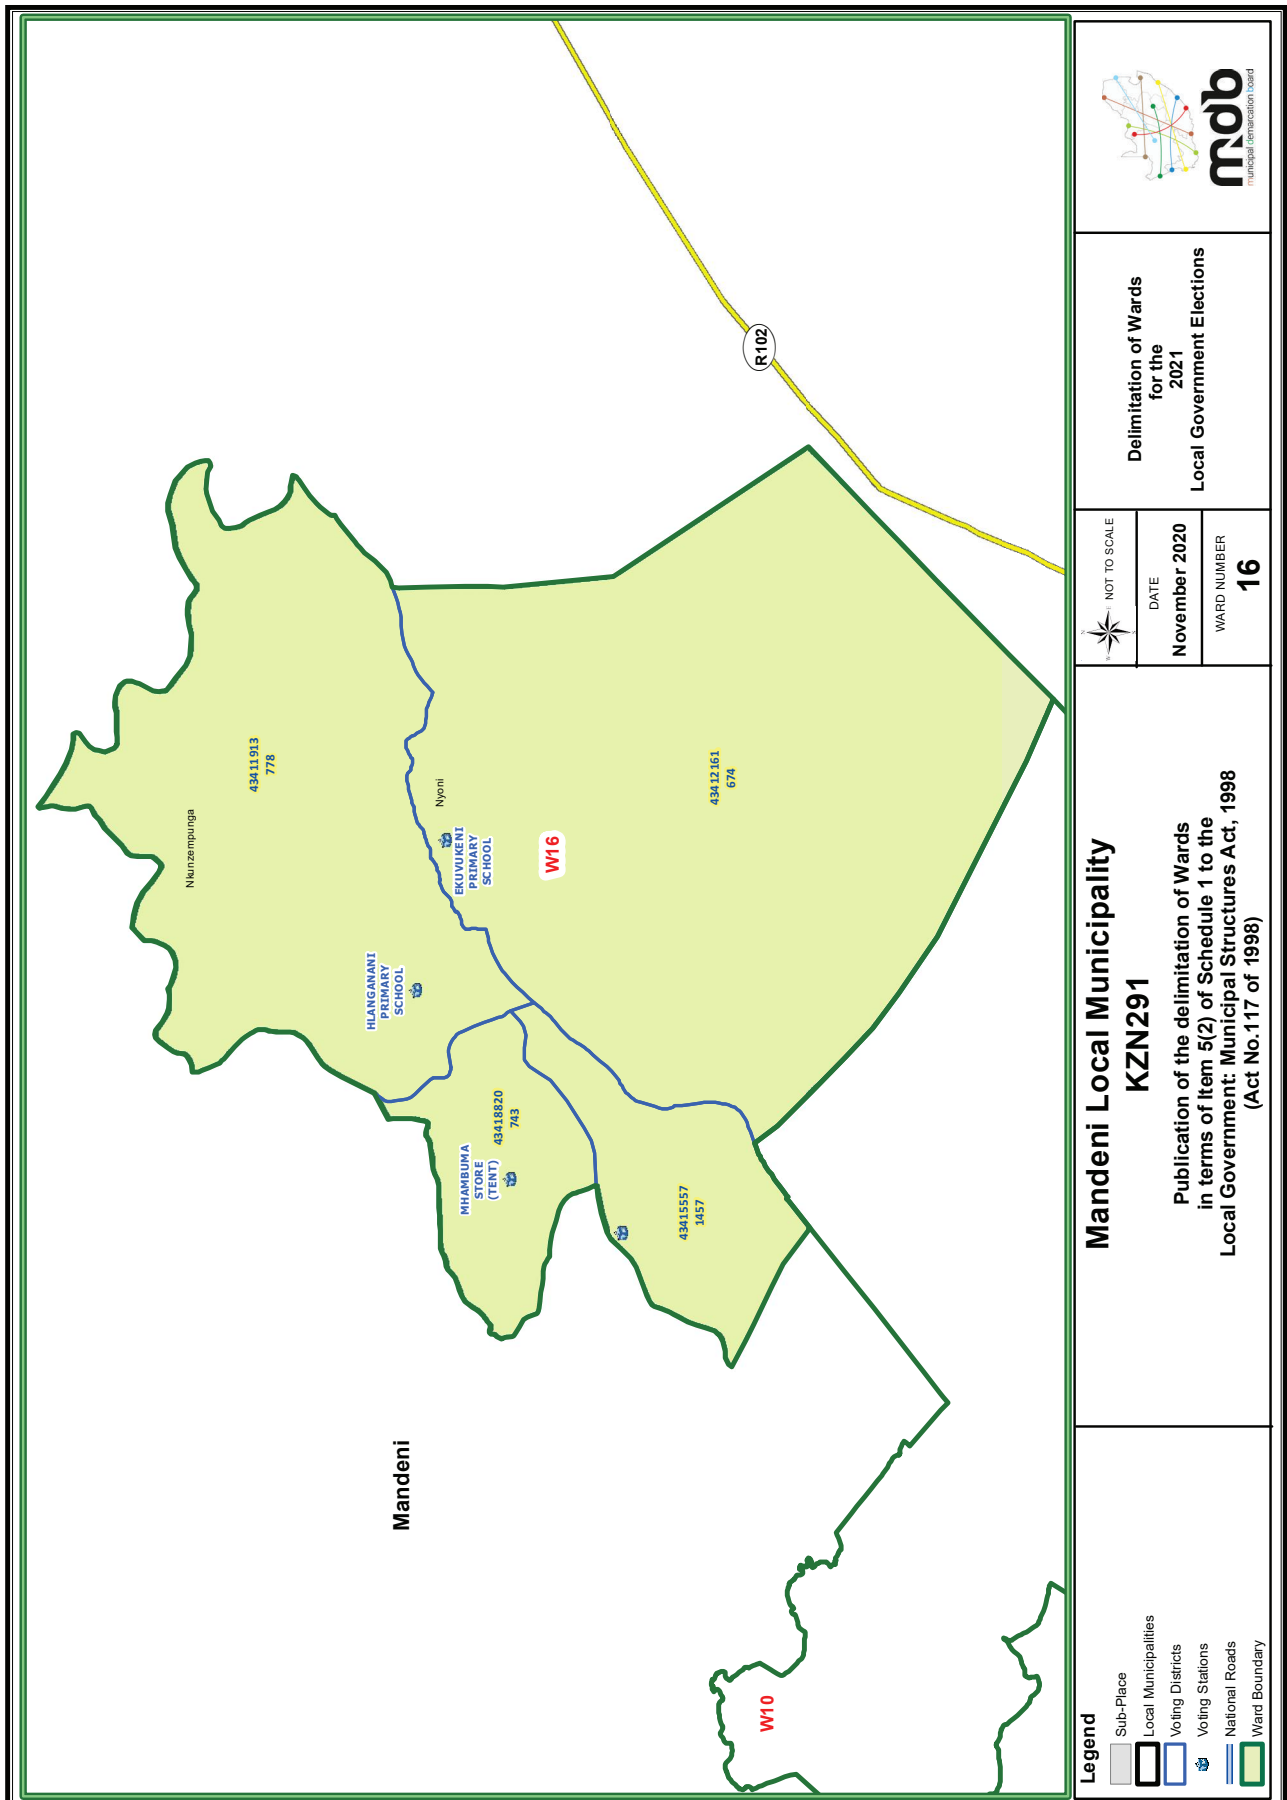 Nkunzempunga
43411913
778
HLANGANANI
PRIMARY
SCHOOL
Nyoni
EKUVUKENI
PRIMARY
SCHOOL
W16
43412161
674
MHAMBUMA
STORE
(TENT)
43418820
743
43415557
1457
R102
Mandeni
W10
Legend
Sub-Place
Local Municipalities
Voting Districts
Voting Stations
National Roads
Ward Boundary
Mandeni Local Municipality
KZN291
Publication of the delimitation of Wards
in terms of Item 5(2) of Schedule 1 to the
Local Government: Municipal Structures Act, 1998
(Act No.117 of 1998)
N
W
E
S
NOT TO SCALE
DATE
November 2020
WARD NUMBER
16
Delimitation of Wards
for the
2021
Local Government Elections
mdb
municipal demarcation board